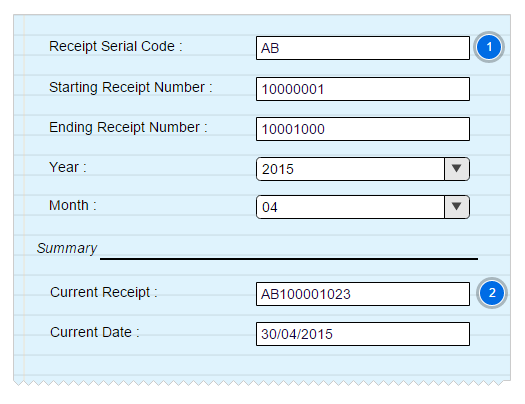 Receipt Serial Code : AB 1
Starting Receipt Number : 10000001
Ending Receipt Number : 10001000
Year : 2015
Month : 04
Summary
Current Receipt : AB100001023 2
Current Date : 30/04/2015